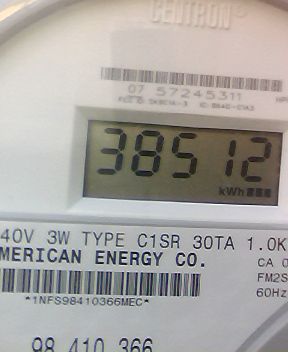 CENTRON®
07 57245311
38512
kWh
40V 3W TYPE C1SR 30TA 1.0K
MERICAN ENERGY CO.
CA 0
FM2S
*1NFS98410366MEC*
60Hz
98 410 366